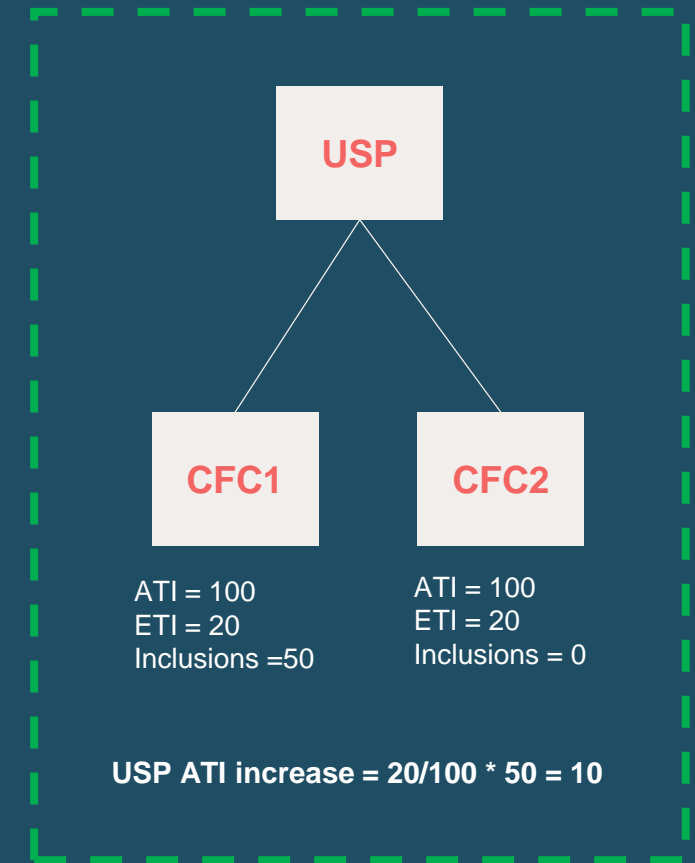 USP
CFC1
CFC2
ATI = 100
ETI = 20
Inclusions =50
ATI = 100
ETI = 20
Inclusions = 0
USP ATI increase = 20/100 * 50 = 10